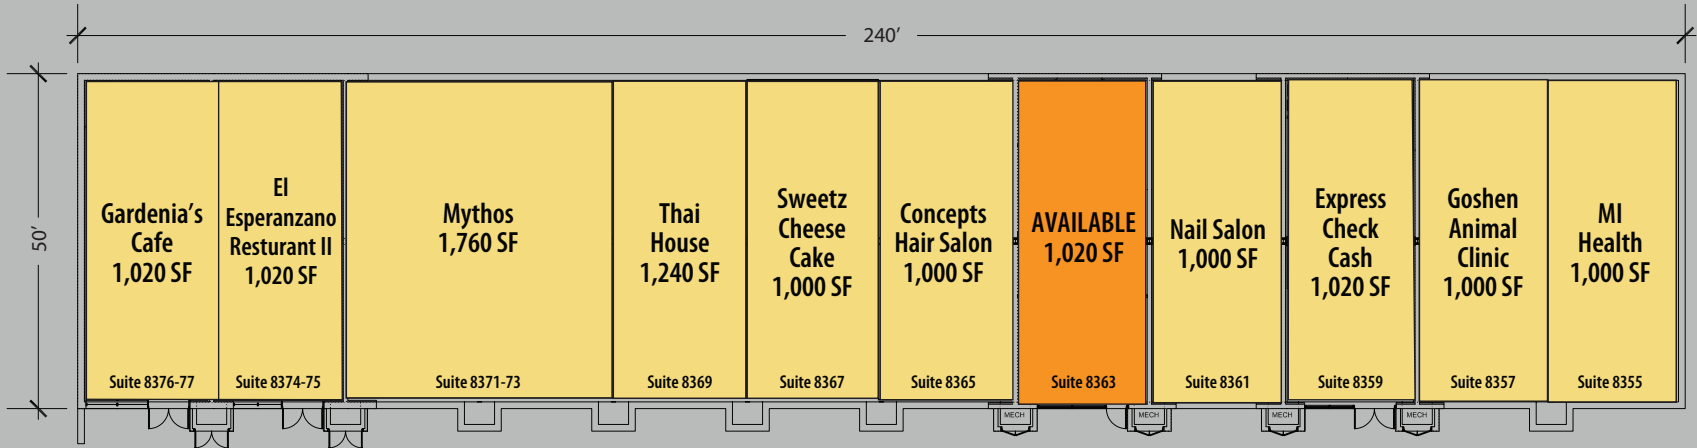 240’
50’
Gardenia’s
Cafe
1,020 SF
Suite 8376-77
El
Esperanzano
Resturant II
1,020 SF
Suite 8374-75
Mythos
1,760 SF
Suite 8371-73
Thai
House
1,240 SF
Suite 8369
Sweetz
Cheese
Cake
1,000 SF
Suite 8367
Concepts
Hair Salon
1,000 SF
Suite 8365
AVAILABLE
1,020 SF
Suite 8363
Nail Salon
1,000 SF
Suite 8361
Express
Check
Cash
1,020 SF
Suite 8359
Goshen
Animal
Clinic
1,000 SF
Suite 8357
MI
Health
1,000 SF
Suite 8355
MECH
MECH
MECH
MECH